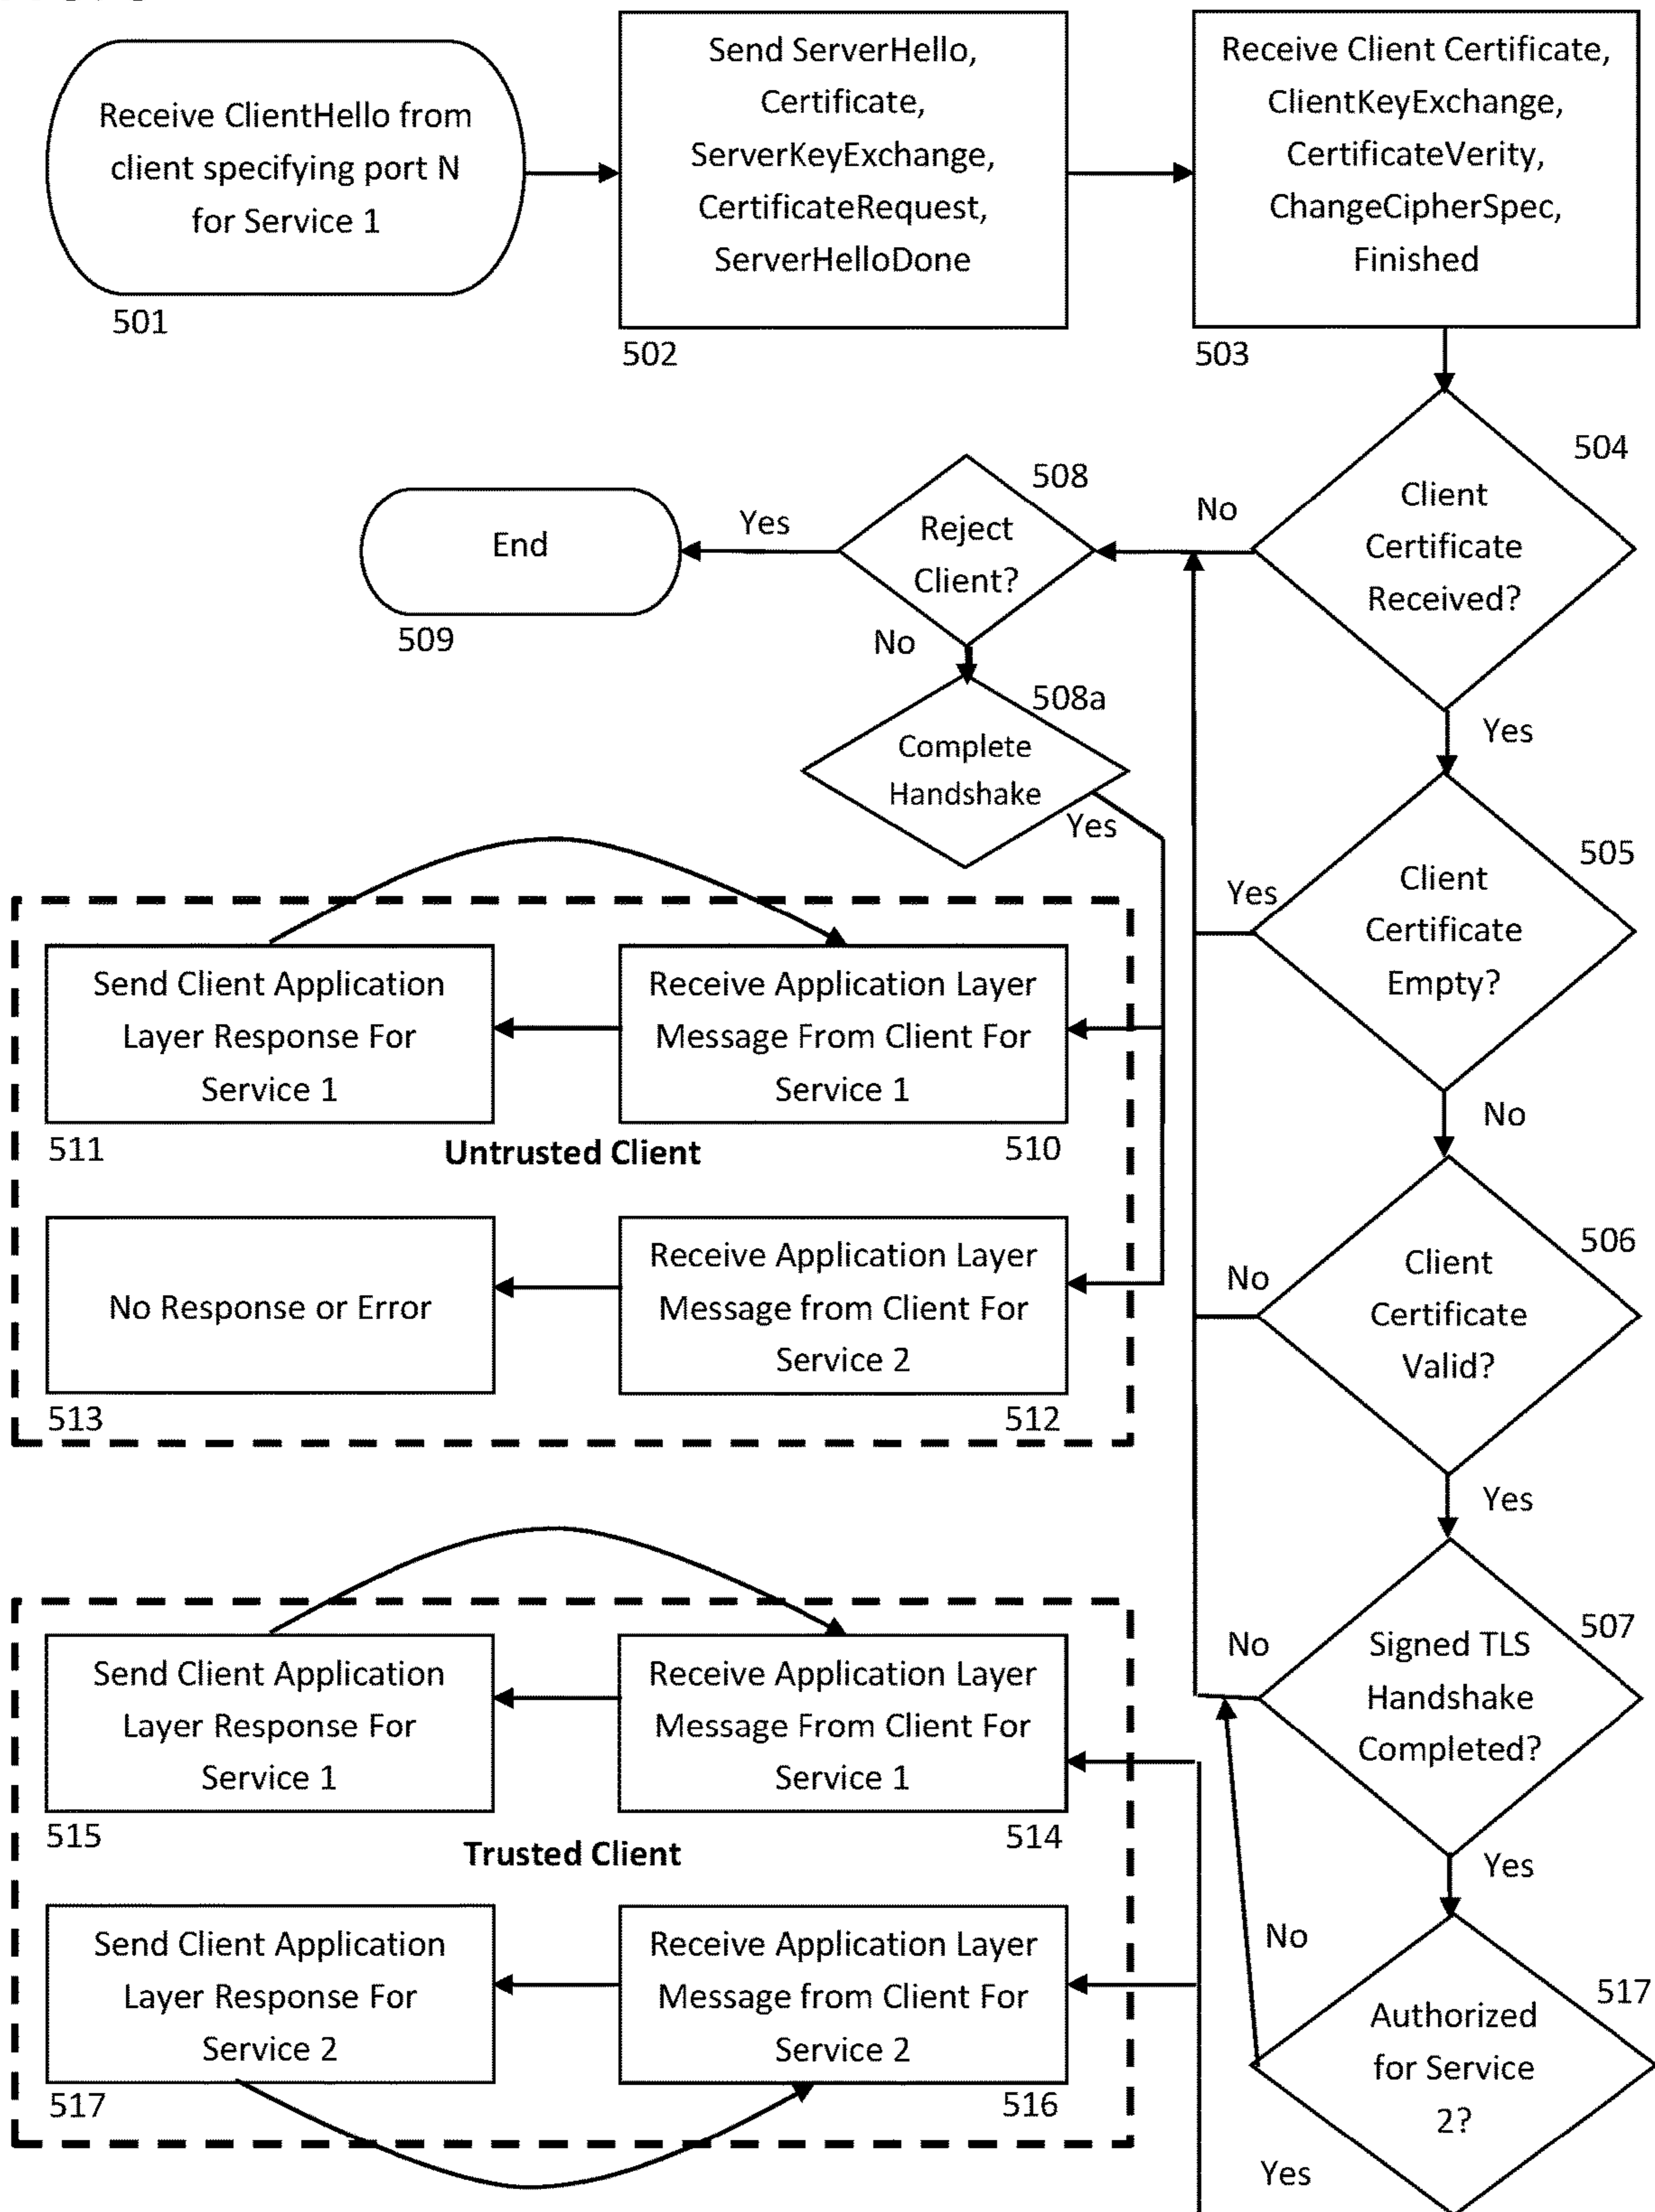 Receive ClientHello from
client specifying port N
for Service 1
501
Send ServerHello,
Certificate,
ServerKeyExchange,
CertificateRequest,
ServerHelloDone
502
Receive Client Certificate,
ClientKeyExchange,
CertificateVerity,
ChangeCipherSpec,
Finished
503
504
Client
Certificate
Received?
No
Yes
508
Reject
Client?
Yes
No
End
509
508a
Complete
Handshake
Yes
505
Client
Certificate
Empty?
Yes
No
Send Client Application
Layer Response For
Service 1
511
Receive Application Layer
Message From Client For
Service 1
510
Untrusted Client
No Response or Error
513
Receive Application Layer
Message from Client For
Service 2
512
506
Client
Certificate
Valid?
No
Yes
507
Signed TLS
Handshake
Completed?
No
Yes
Send Client Application
Layer Response For
Service 1
515
Receive Application Layer
Message From Client For
Service 1
514
Trusted Client
Send Client Application
Layer Response For
Service 2
517
Receive Application Layer
Message from Client For
Service 2
516
No
517
Authorized
for Service
2?
Yes